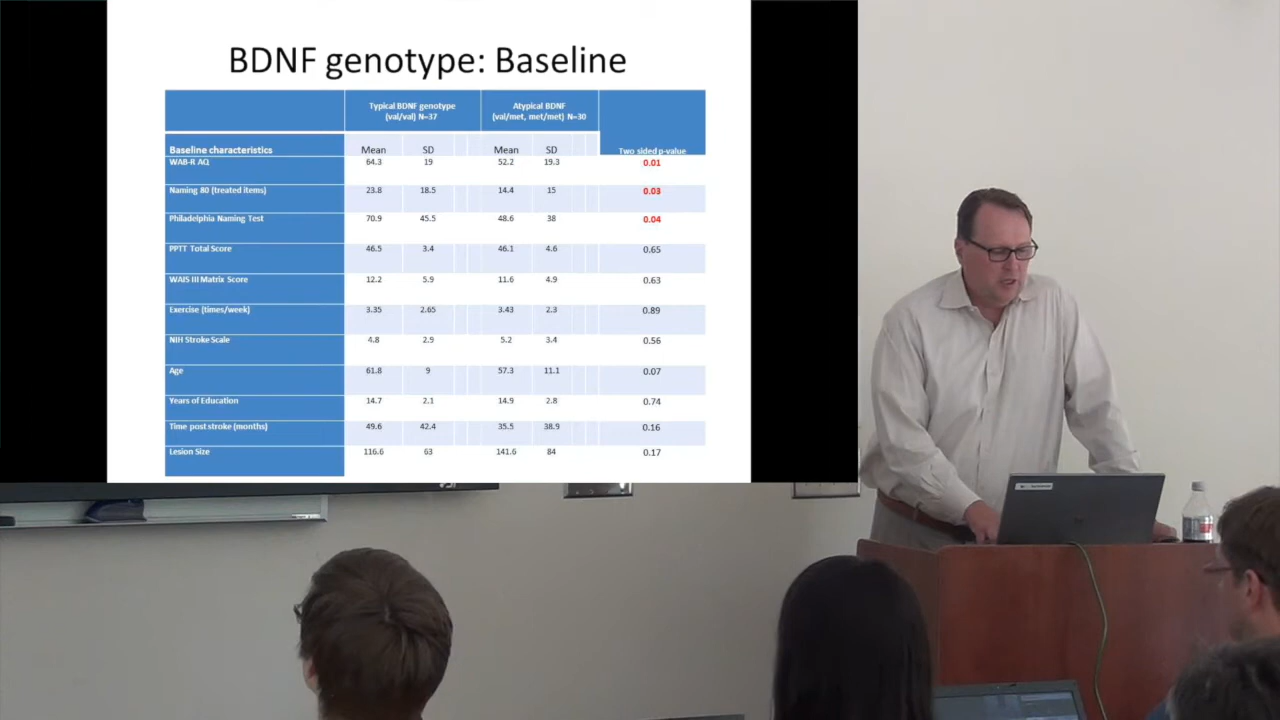 BDNF genotype: Baseline
Typical BDNF genotype (val/val) N=37
Atypical BDNF (val/met, met/met) N=30
Baseline characteristics Mean SD Mean SD Two sided p-value
WAB-R AQ 64.3 19 52.2 19.3 0.01
Naming 80 (treated items) 23.8 18.5 14.4 15 0.03
Philadelphia Naming Test 70.9 45.5 48.6 38 0.04
PPTT Total Score 46.5 3.4 46.1 4.6 0.65
WAIS III Matrix Score 12.2 5.9 11.6 4.9 0.63
Exercise (times/week) 3.35 2.65 3.43 2.3 0.89
NIH Stroke Scale 4.8 2.9 5.2 3.4 0.56
Age 61.8 9 57.3 11.1 0.07
Years of Education 14.7 2.1 14.9 2.8 0.74
Time post stroke (months) 49.6 42.4 35.5 38.9 0.16
Lesion Size 116.6 63 141.6 84 0.17